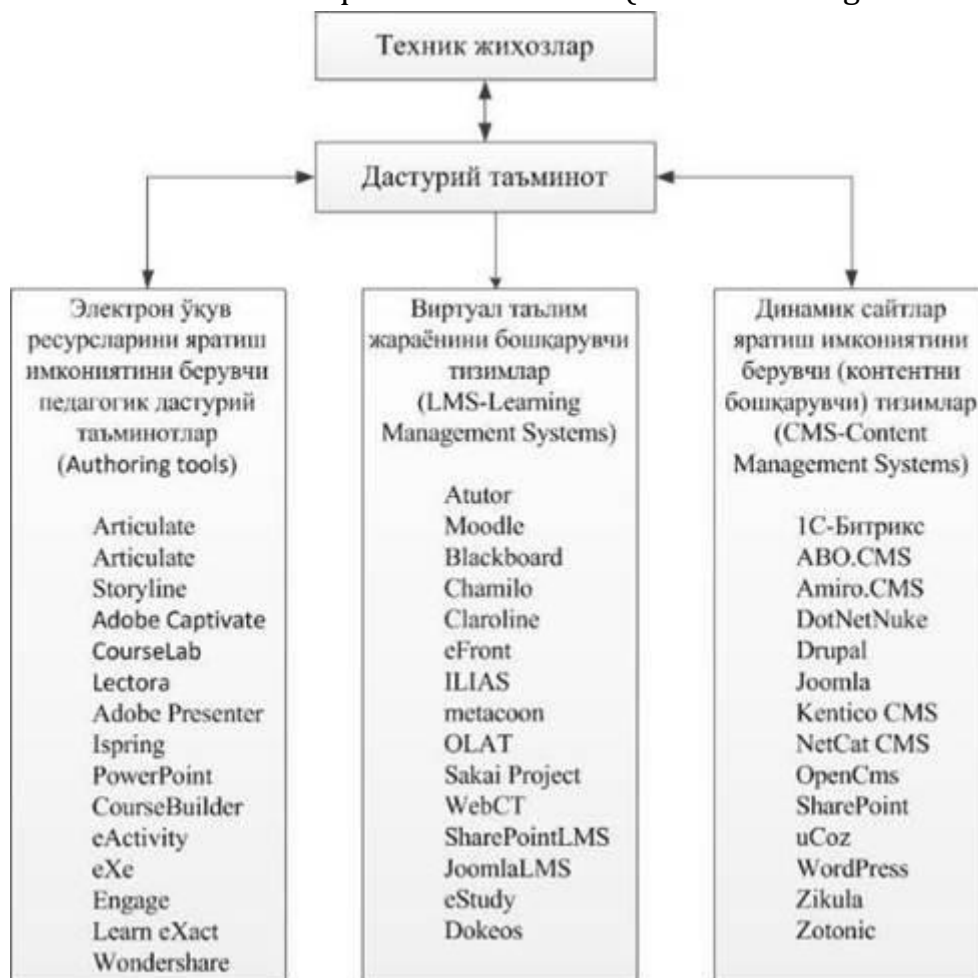 Техник жиҳозлар
Дастурий таъминот
Электрон ўқув
ресурсларини яратиш
имкониятини берувчи
педагогик дастурий
таъминотлар
(Authoring tools)
Articulate
Articulate
Storyline
Adobe Captivate
CourseLab
Lectora
Adobe Presenter
Ispring
PowerPoint
CourseBuilder
eActivity
eXe
Engage
Learn eXact
Wondershare
Виртуал таълим
жараёнини бошқарувчи
тизимлар
(LMS-Learning
Management Systems)
Atutor
Moodle
Blackboard
Chamilo
Claroline
eFront
ILIAS
metacoon
OLAT
Sakai Project
WebCT
SharePointLMS
JoomlaLMS
eStudy
Dokeos
Динамик сайтлар
яратиш имкониятини
берувчи (контентни
бошқарувчи) тизимлар
(CMS-Content
Management Systems)
1С-Битрикс
ABO.CMS
Amiro.CMS
DotNetNuke
Drupal
Joomla
Kentico CMS
NetCat CMS
OpenCms
SharePoint
uCoz
WordPress
Zikula
Zotonic